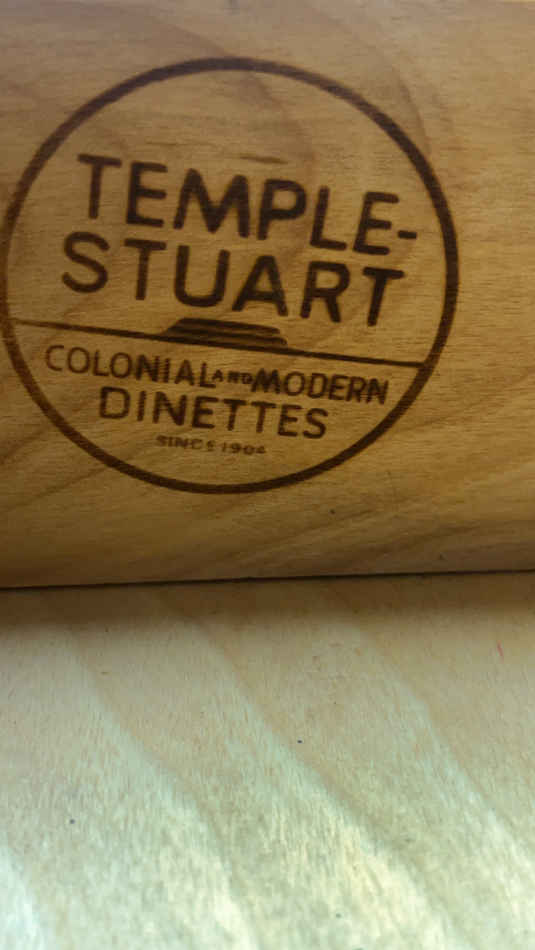 TEMPLE-
STUART
COLONIAL AND MODERN
DINETTES
SINCE 1904